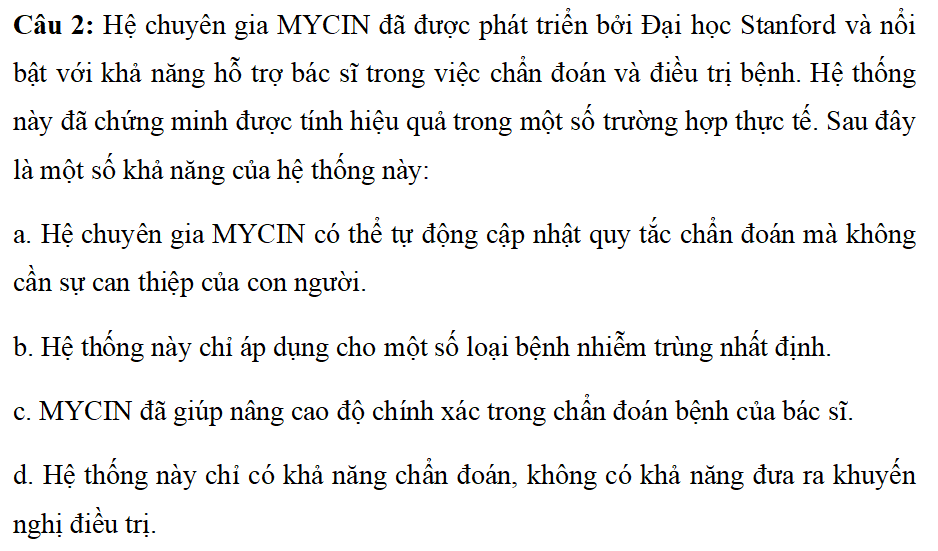 Câu 2: Hệ chuyên gia MYCIN đã được phát triển bởi Đại học Stanford và nổi
bật với khả năng hỗ trợ bác sĩ trong việc chẩn đoán và điều trị bệnh. Hệ thống
này đã chứng minh được tính hiệu quả trong một số trường hợp thực tế. Sau đây
là một số khả năng của hệ thống này:
a. Hệ chuyên gia MYCIN có thể tự động cập nhật quy tắc chẩn đoán mà không
cần sự can thiệp của con người.
b. Hệ thống này chỉ áp dụng cho một số loại bệnh nhiễm trùng nhất định.
c. MYCIN đã giúp nâng cao độ chính xác trong chẩn đoán bệnh của bác sĩ.
d. Hệ thống này chỉ có khả năng chẩn đoán, không có khả năng đưa ra khuyến
nghị điều trị.